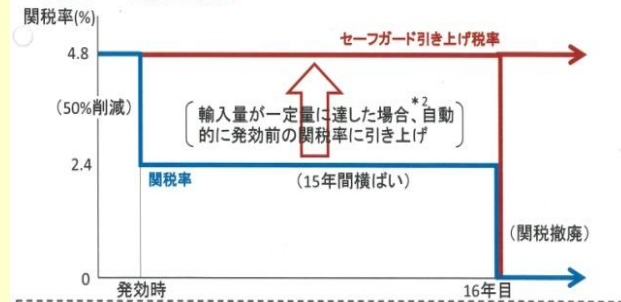 関税率(%)
セーフガード引き上げ税率
4.8
(50%削減)
輸入量が一定量に達した場合、*2自動
的に発効前の関税率に引き上げ
2.4
関税率
(15年間横ばい)
(関税撤廃)
0
発効時
16年目